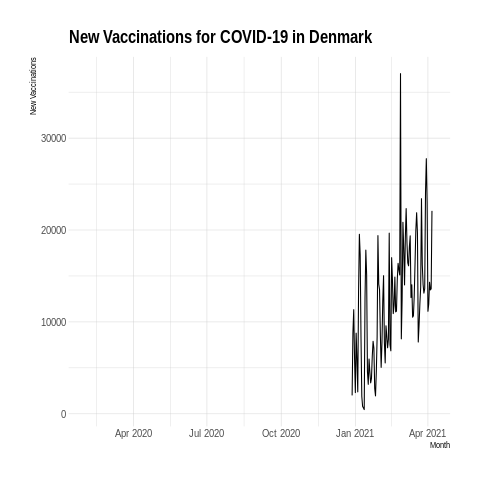 New Vaccinations for COVID-19 in Denmark
New Vaccinations
30000
20000
10000
0
Apr 2020
Jul 2020
Oct 2020
Jan 2021
Apr 2021
Month